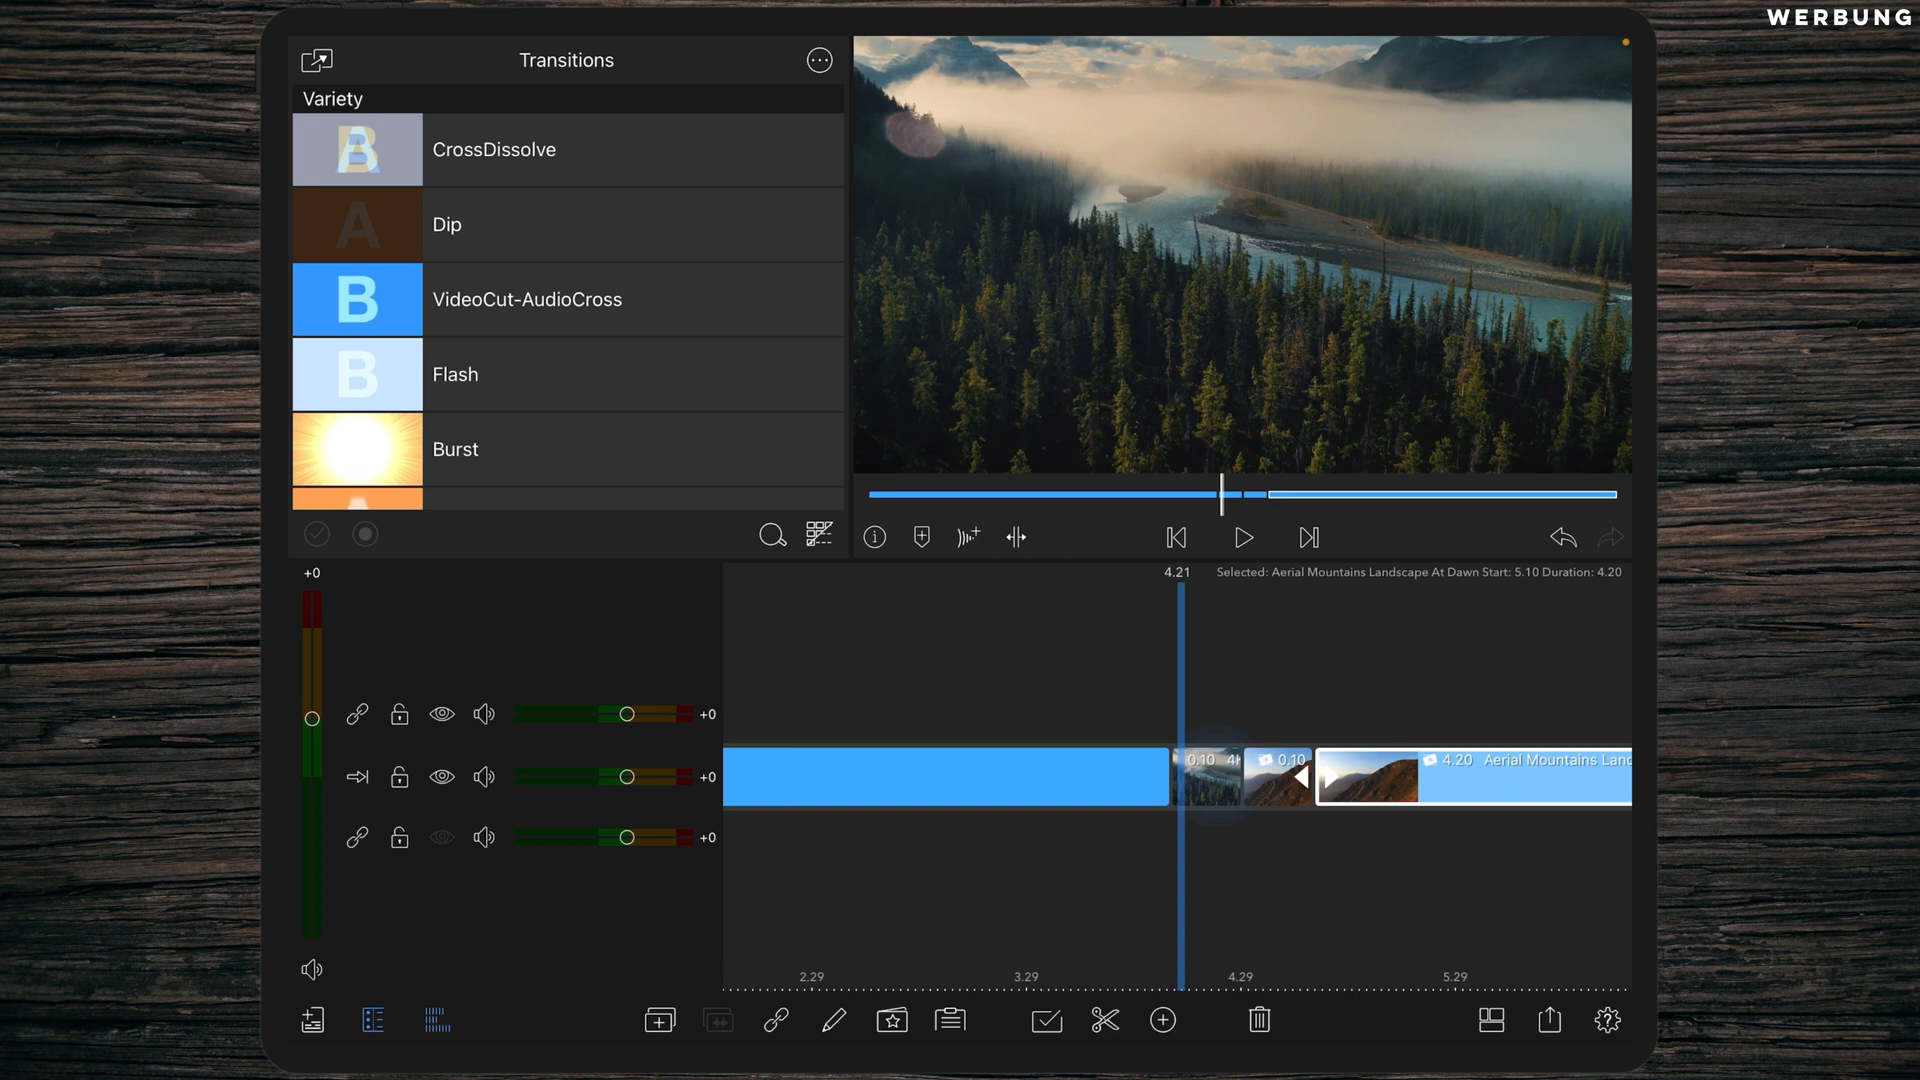 WERBUNG
Transitions
Variety
CrossDissolve
Dip
VideoCut-AudioCross
Flash
Burst
+0
4.21
Selected: Aerial Mountains Landscape At Dawn Start: 5.10 Duration: 4.20
+0
+0
+0
0.10
0.10
4.20 Aerial Mountains Land
2.29
3.29
4.29
5.29